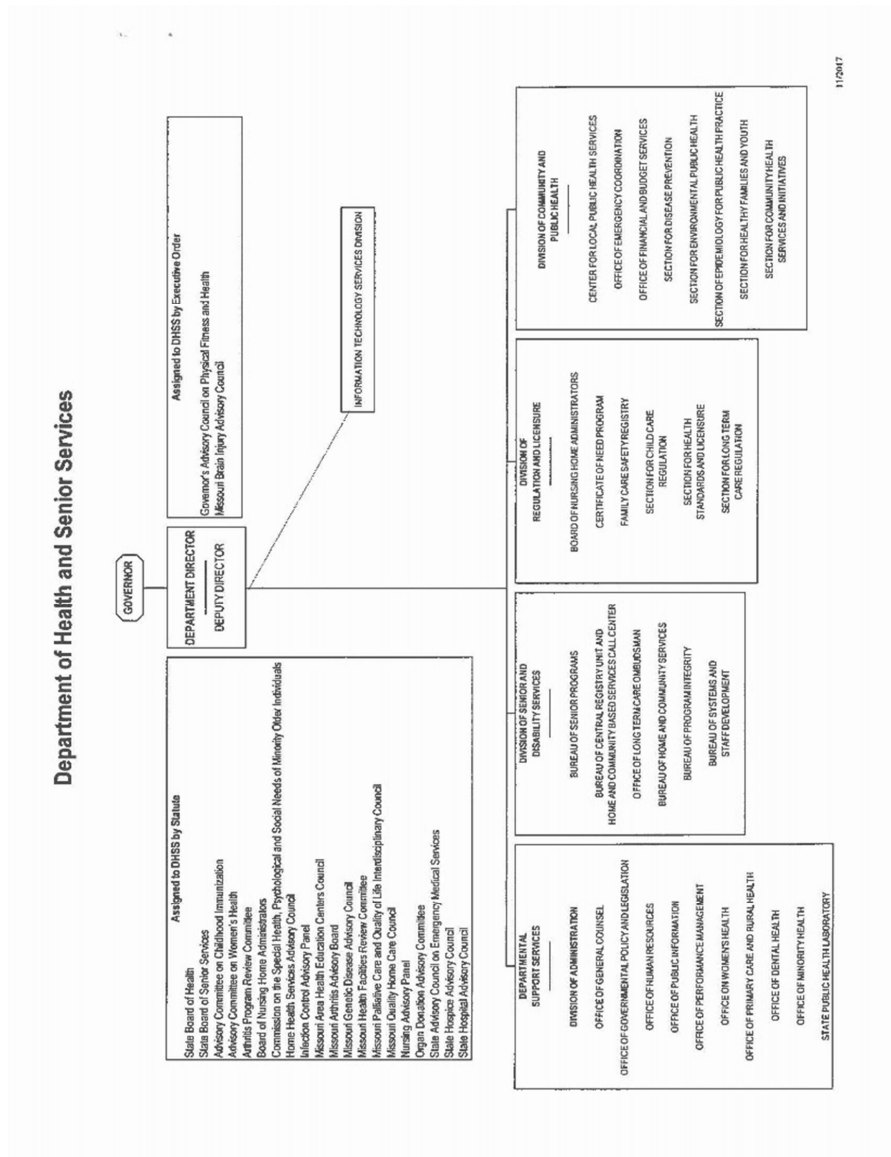 Department of Health and Senior Services
GOVERNOR
DEPARTMENT DIRECTOR
DEPUTY DIRECTOR
Assigned to DHSS by Statute
State Board of Health
State Board of Senior Services
Advisory Committee on Childhood Immunization
Advisory Committee on Women's Health
Arthritis Program Review Committee
Board of Nursing Home Administrators
Commission on the Special Health, Psychological and Social Needs of Minority Older Individuals
Home Health Services Advisory Council
Infection Control Advisory Panel
Missouri Area Health Education Centers Council
Missouri Arthritis Advisory Board
Missouri Genetic Disease Advisory Council
Missouri Health Facilities Review Committee
Missouri Palliative Care and Quality of Life Interdisciplinary Council
Missouri Quality Home Care Council
Nursing Advisory Panel
Organ Donation Advisory Committee
State Advisory Council on Emergency Medical Services
State Hospice Advisory Council
State Hospital Advisory Council
Assigned to DHSS by Executive Order
Governor's Advisory Council on Physical Fitness and Health
Missouri Brain Injury Advisory Council
INFORMATION TECHNOLOGY SERVICES DIVISION
DEPARTMENTAL
SUPPORT SERVICES
DIVISION OF ADMINISTRATION
OFFICE OF GENERAL COUNSEL
OFFICE OF GOVERNMENTAL POLICY AND LEGISLATION
OFFICE OF HUMAN RESOURCES
OFFICE OF PUBLIC INFORMATION
OFFICE OF PERFORMANCE MANAGEMENT
OFFICE ON WOMEN'S HEALTH
OFFICE OF PRIMARY CARE AND RURAL HEALTH
OFFICE OF DENTAL HEALTH
OFFICE OF MINORITY HEALTH
STATE PUBLIC HEALTH LABORATORY
DIVISION OF SENIOR AND
DISABILITY SERVICES
BUREAU OF SENIOR PROGRAMS
BUREAU OF CENTRAL REGISTRY UNIT AND
HOME AND COMMUNITY BASED SERVICES CALL CENTER
OFFICE OF LONG TERM CARE OMBUDSMAN
BUREAU OF HOME AND COMMUNITY SERVICES
BUREAU OF PROGRAM INTEGRITY
BUREAU OF SYSTEMS AND
STAFF DEVELOPMENT
DIVISION OF
REGULATION AND LICENSURE
BOARD OF NURSING HOME ADMINISTRATORS
CERTIFICATE OF NEED PROGRAM
FAMILY CARE SAFETY REGISTRY
SECTION FOR CHILD CARE
REGULATION
SECTION FOR HEALTH
STANDARDS AND LICENSURE
SECTION FOR LONG TERM
CARE REGULATION
DIVISION OF COMMUNITY AND
PUBLIC HEALTH
CENTER FOR LOCAL PUBLIC HEALTH SERVICES
OFFICE OF EMERGENCY COORDINATION
OFFICE OF FINANCIAL AND BUDGET SERVICES
SECTION FOR DISEASE PREVENTION
SECTION FOR ENVIRONMENTAL PUBLIC HEALTH
SECTION OF EPIDEMIOLOGY FOR PUBLIC HEALTH PRACTICE
SECTION FOR HEALTHY FAMILIES AND YOUTH
SECTION FOR COMMUNITY HEALTH
SERVICES AND INITIATIVES
11/2017